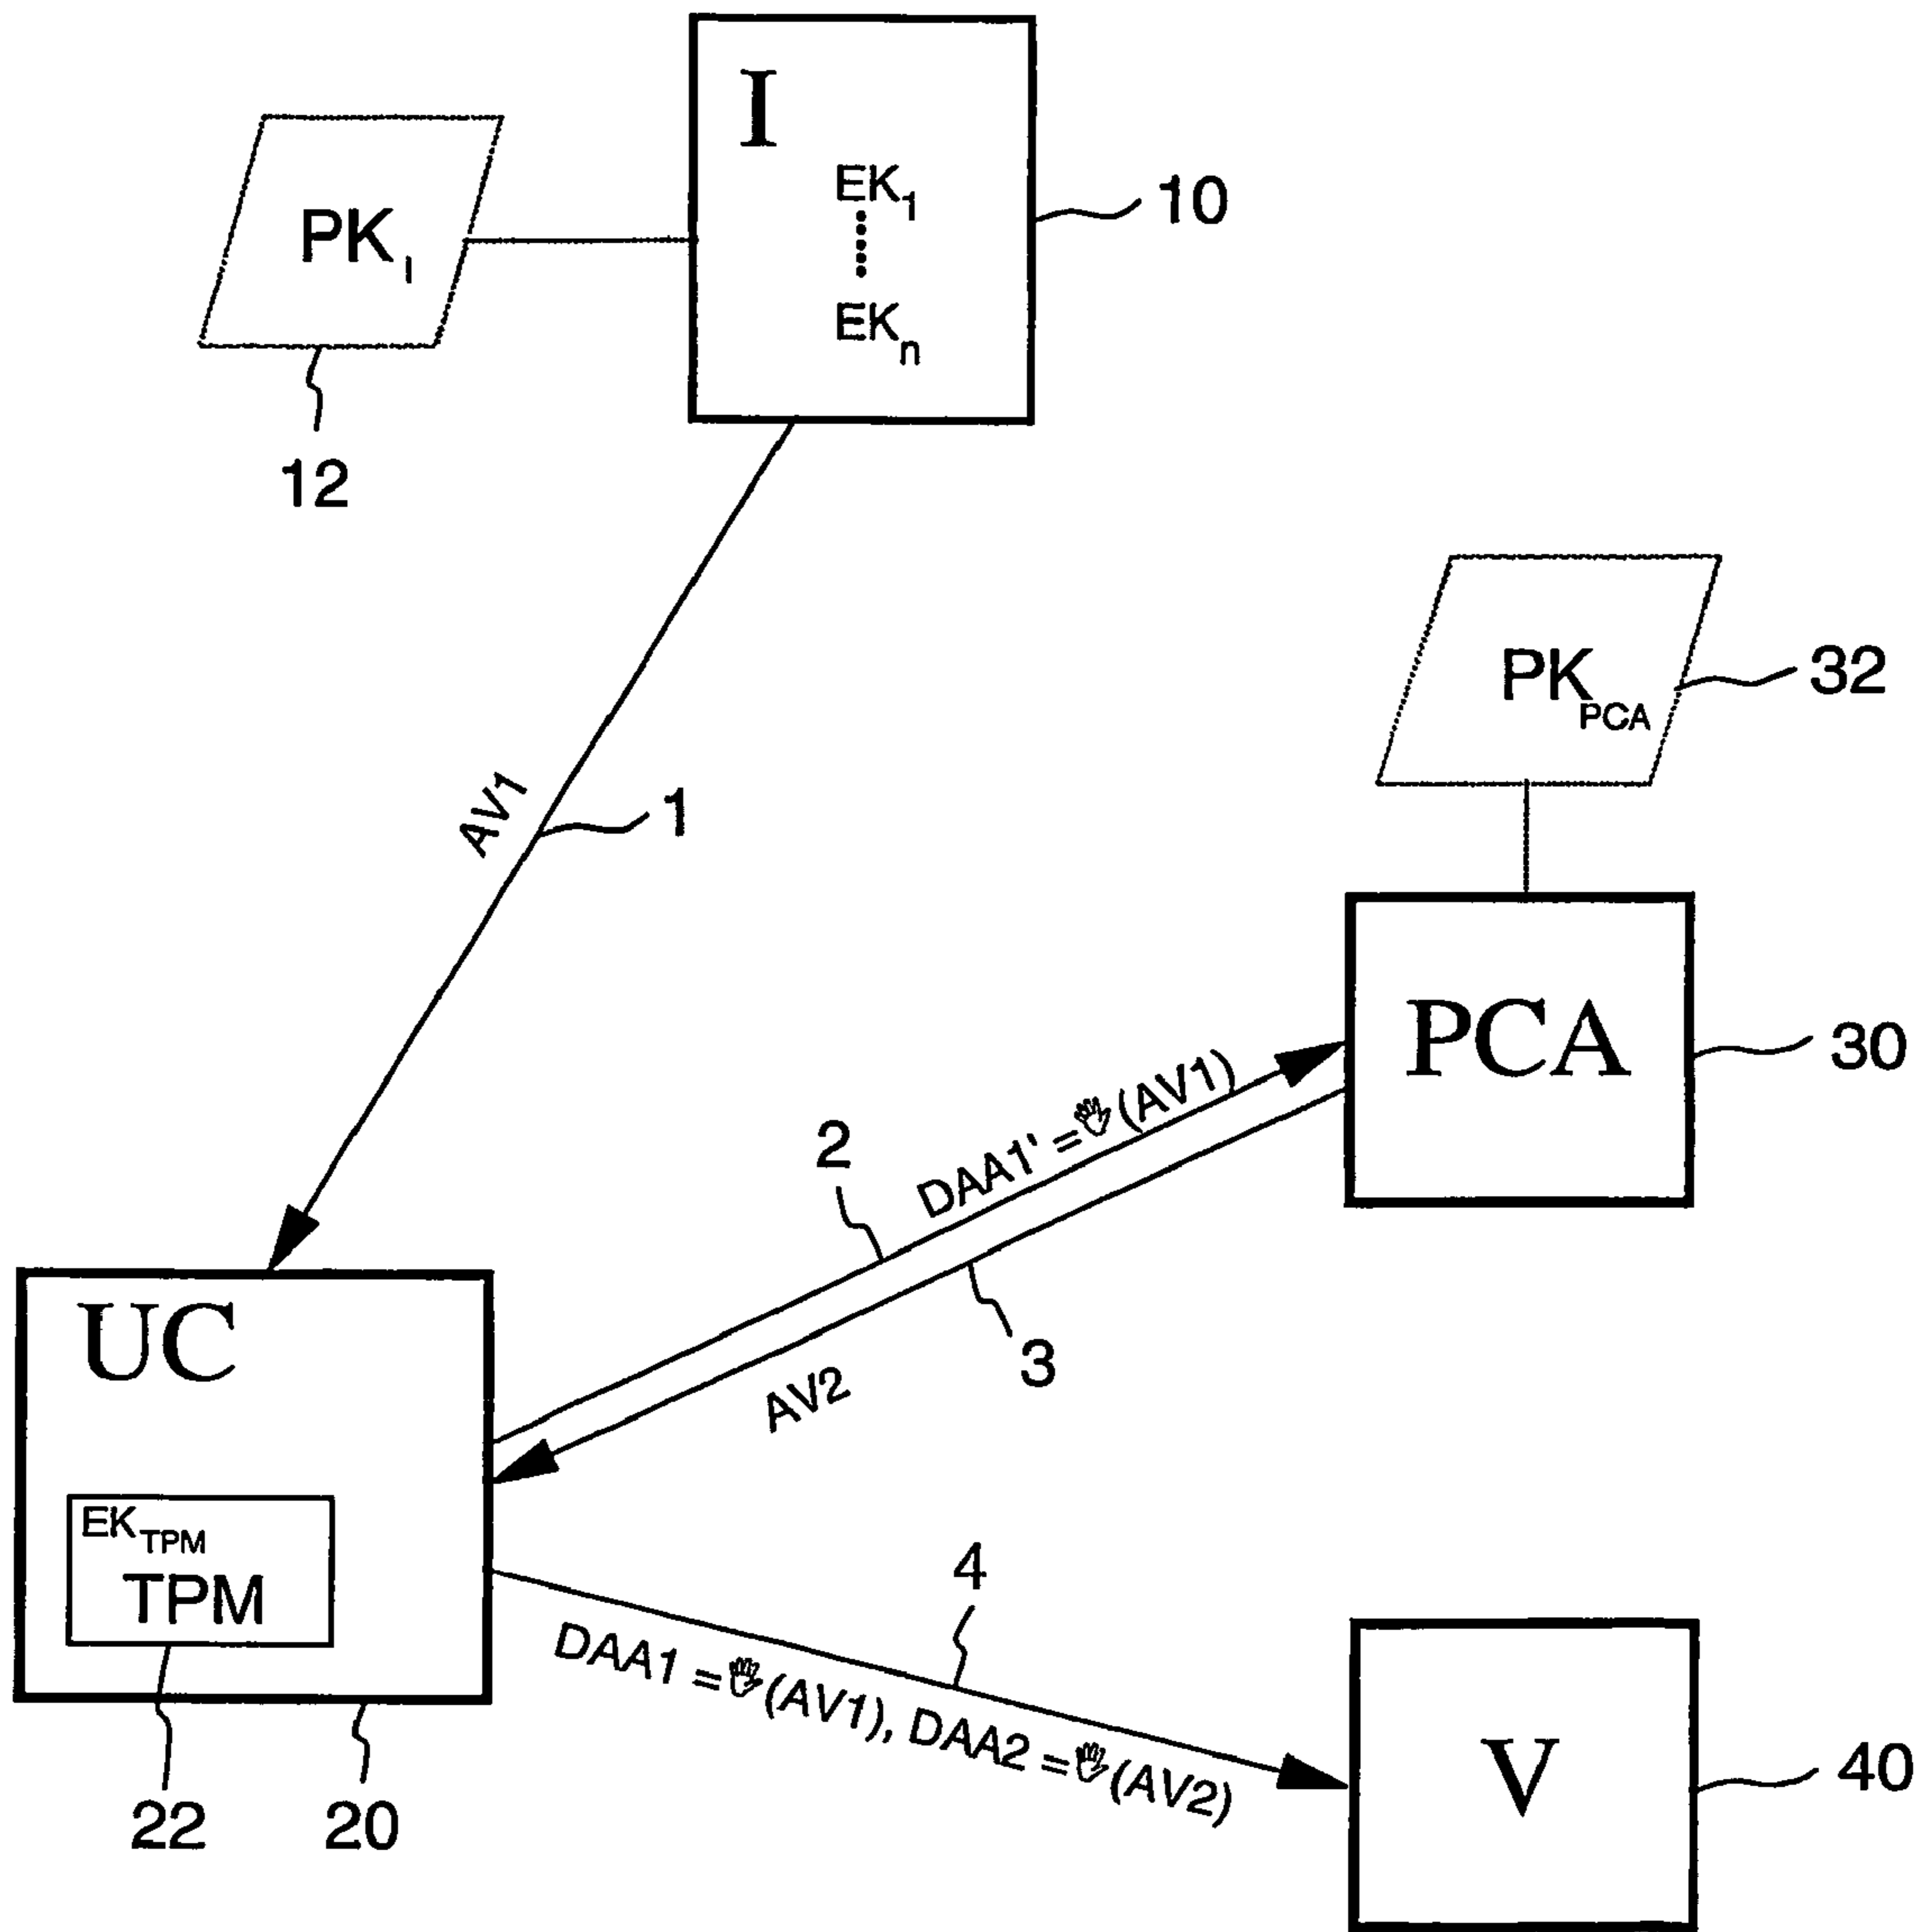 I
EK1
EKn
10
PKI
12
AV1
1
PKPCA
32
PCA
30
2
DAA1' = (AV1)
3
AV2
UC
EKTPM
TPM
22
20
4
DAA1 = (AV1), DAA2 = (AV2)
V
40